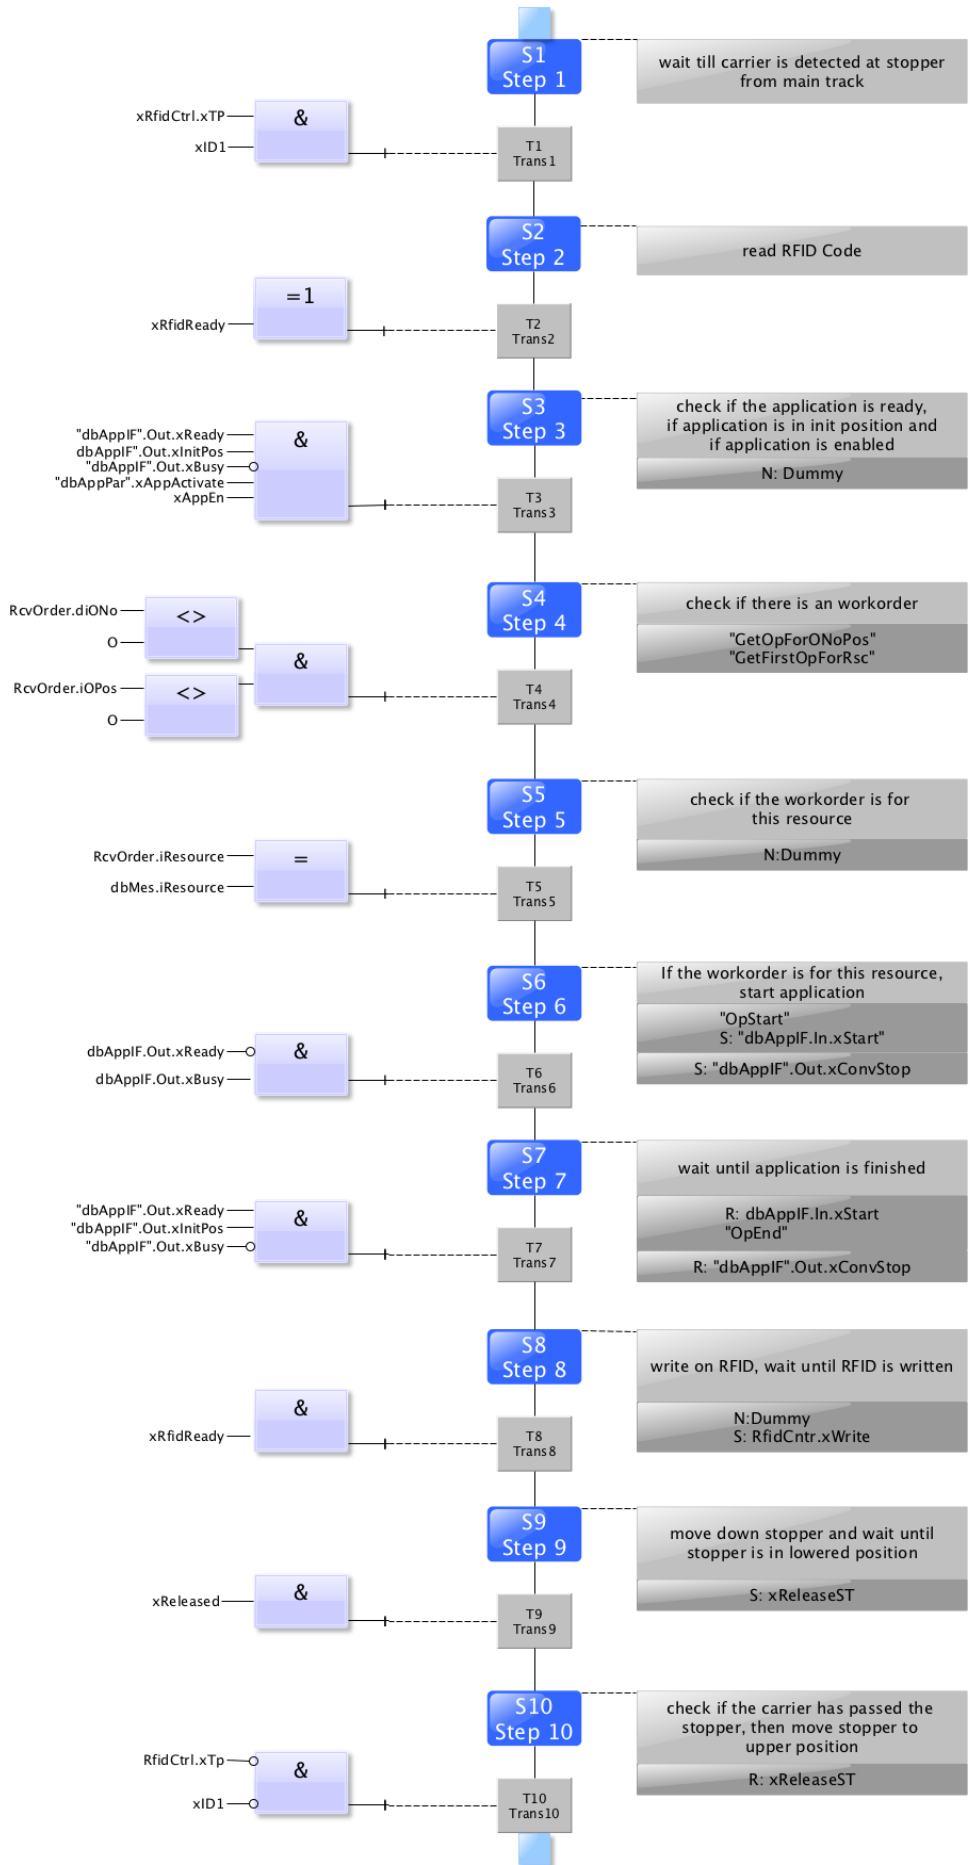 S1
Step 1
wait till carrier is detected at stopper
from main track
xRfidCtrl.xTP
xID1
&
T1
Trans1
S2
Step 2
read RFID Code
=1
xRfidReady
T2
Trans2
S3
Step 3
check if the application is ready,
if application is in init position and
if application is enabled
N: Dummy
"dbAppIF".Out.xReady
dbAppIF".Out.xInitPos
"dbAppIF".Out.xBusy
"dbAppPar".xAppActivate
xAppEn
&
T3
Trans3
S4
Step 4
check if there is an workorder
"GetOpForONoPos"
"GetFirstOpForRsc"
RcvOrder.diONo
O
<>
RcvOrder.iOPos
O
<>
&
T4
Trans4
S5
Step 5
check if the workorder is for
this resource
N:Dummy
RcvOrder.iResource
dbMes.iResource
=
T5
Trans5
S6
Step 6
If the workorder is for this resource,
start application
"OpStart"
S: "dbAppIF.In.xStart"
S: "dbAppIF".Out.xConvStop
dbAppIF.Out.xReady
dbAppIF.Out.xBusy
&
T6
Trans6
S7
Step 7
wait until application is finished
R: dbAppIF.In.xStart
"OpEnd"
R: "dbAppIF".Out.xConvStop
"dbAppIF".Out.xReady
"dbAppIF".Out.xInitPos
"dbAppIF".Out.xBusy
&
T7
Trans7
S8
Step 8
write on RFID, wait until RFID is written
N:Dummy
S: RfidCntr.xWrite
xRfidReady
&
T8
Trans8
S9
Step 9
move down stopper and wait until
stopper is in lowered position
S: xReleaseST
xReleased
&
T9
Trans9
S10
Step 10
check if the carrier has passed the
stopper, then move stopper to
upper position
R: xReleaseST
RfidCtrl.xTp
xID1
&
T10
Trans10